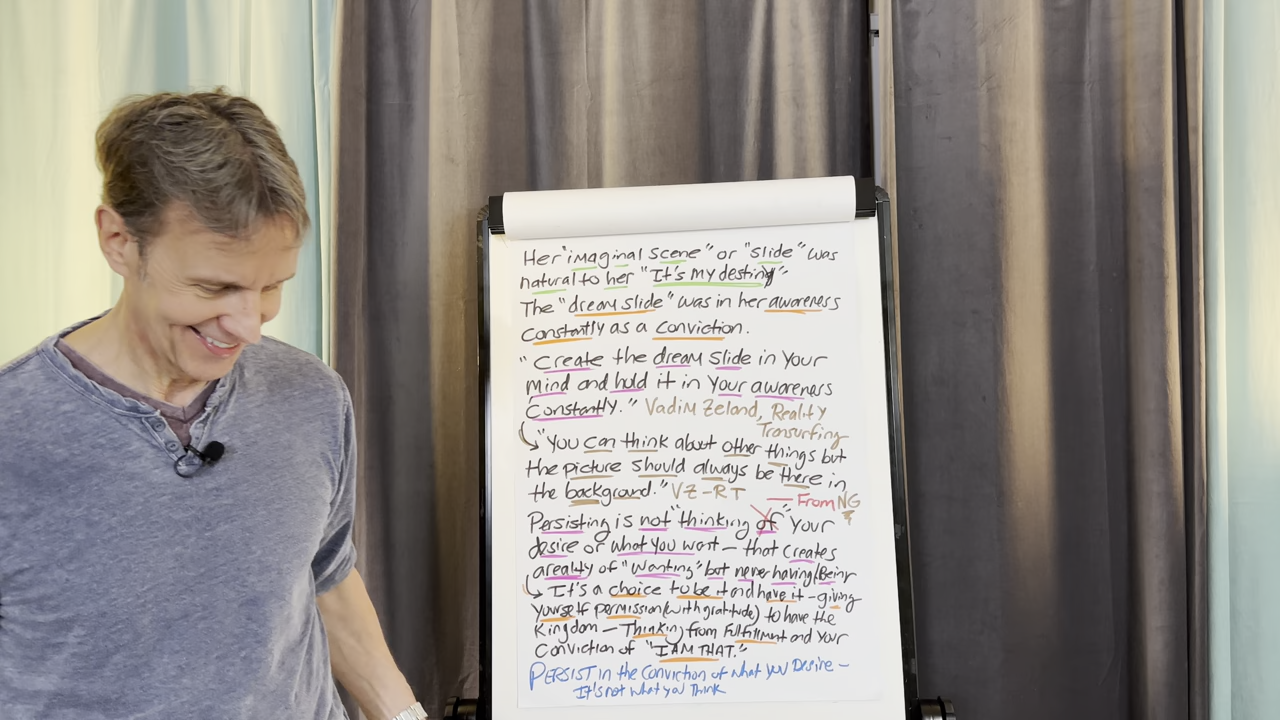 Her "imaginal scene" or "slide" was
natural to her "It's my destiny"
The "dream slide" was in her awareness
constantly as a conviction.
"Create the dream slide in your
mind and hold it in your awareness
constantly." Vadim Zeland, Reality
Transurfing
"You can think about other things but
the picture should always be there in
the background." VZ-RT
From NG
Persisting is not "thinking of" your
desire or what you want - that creates
a reality of "wanting" but never having/Being
It's a choice to be it and have it - giving
yourself permission (with gratitude) to have the
Kingdom - Thinking from Fulfillment and your
Conviction of "I AM THAT."
PERSIST in the conviction of what you Desire -
It's not what you think